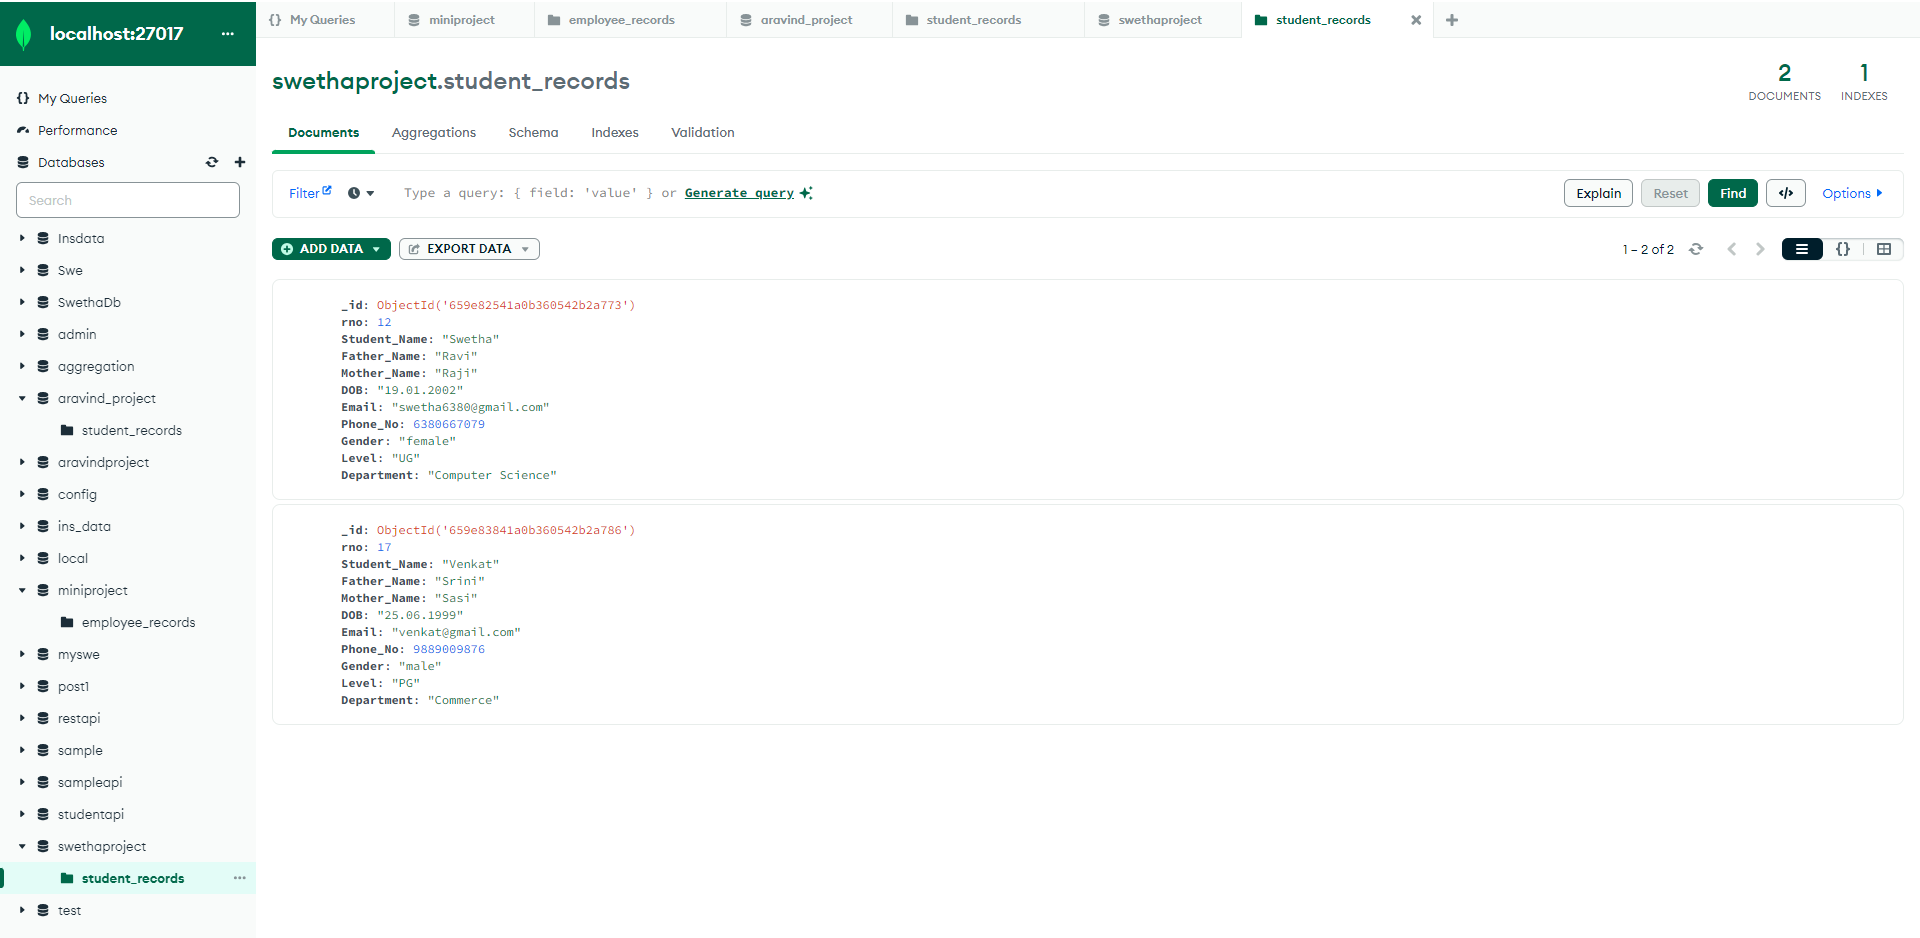 localhost:27017
{} My Queries
Performance
Databases
Search
Insdata
Swe
SwethaDb
admin
aggregation
aravind_project
student_records
aravindproject
config
ins_data
local
miniproject
employee_records
myswe
post1
restapi
sample
sampleapi
studentapi
swethaproject
student_records
test
{} My Queries miniproject employee_records aravind_project student_records swethaproject student_records
swethaproject.student_records
2 1
DOCUMENTS INDEXES
Documents Aggregations Schema Indexes Validation
Filter Type a query: { field: 'value' } or Generate query Explain Reset Find </> Options
ADD DATA EXPORT DATA 1 – 2 of 2 {}
_id: ObjectId('659e82541a0b360542b2a773')
rno: 12
Student_Name: "Swetha"
Father_Name: "Ravi"
Mother_Name: "Raji"
DOB: "19.01.2002"
Email: "swetha6380@gmail.com"
Phone_No: 6380667079
Gender: "female"
Level: "UG"
Department: "Computer Science"
_id: ObjectId('659e83841a0b360542b2a786')
rno: 17
Student_Name: "Venkat"
Father_Name: "Srini"
Mother_Name: "Sasi"
DOB: "25.06.1999"
Email: "venkat@gmail.com"
Phone_No: 9889009876
Gender: "male"
Level: "PG"
Department: "Commerce"